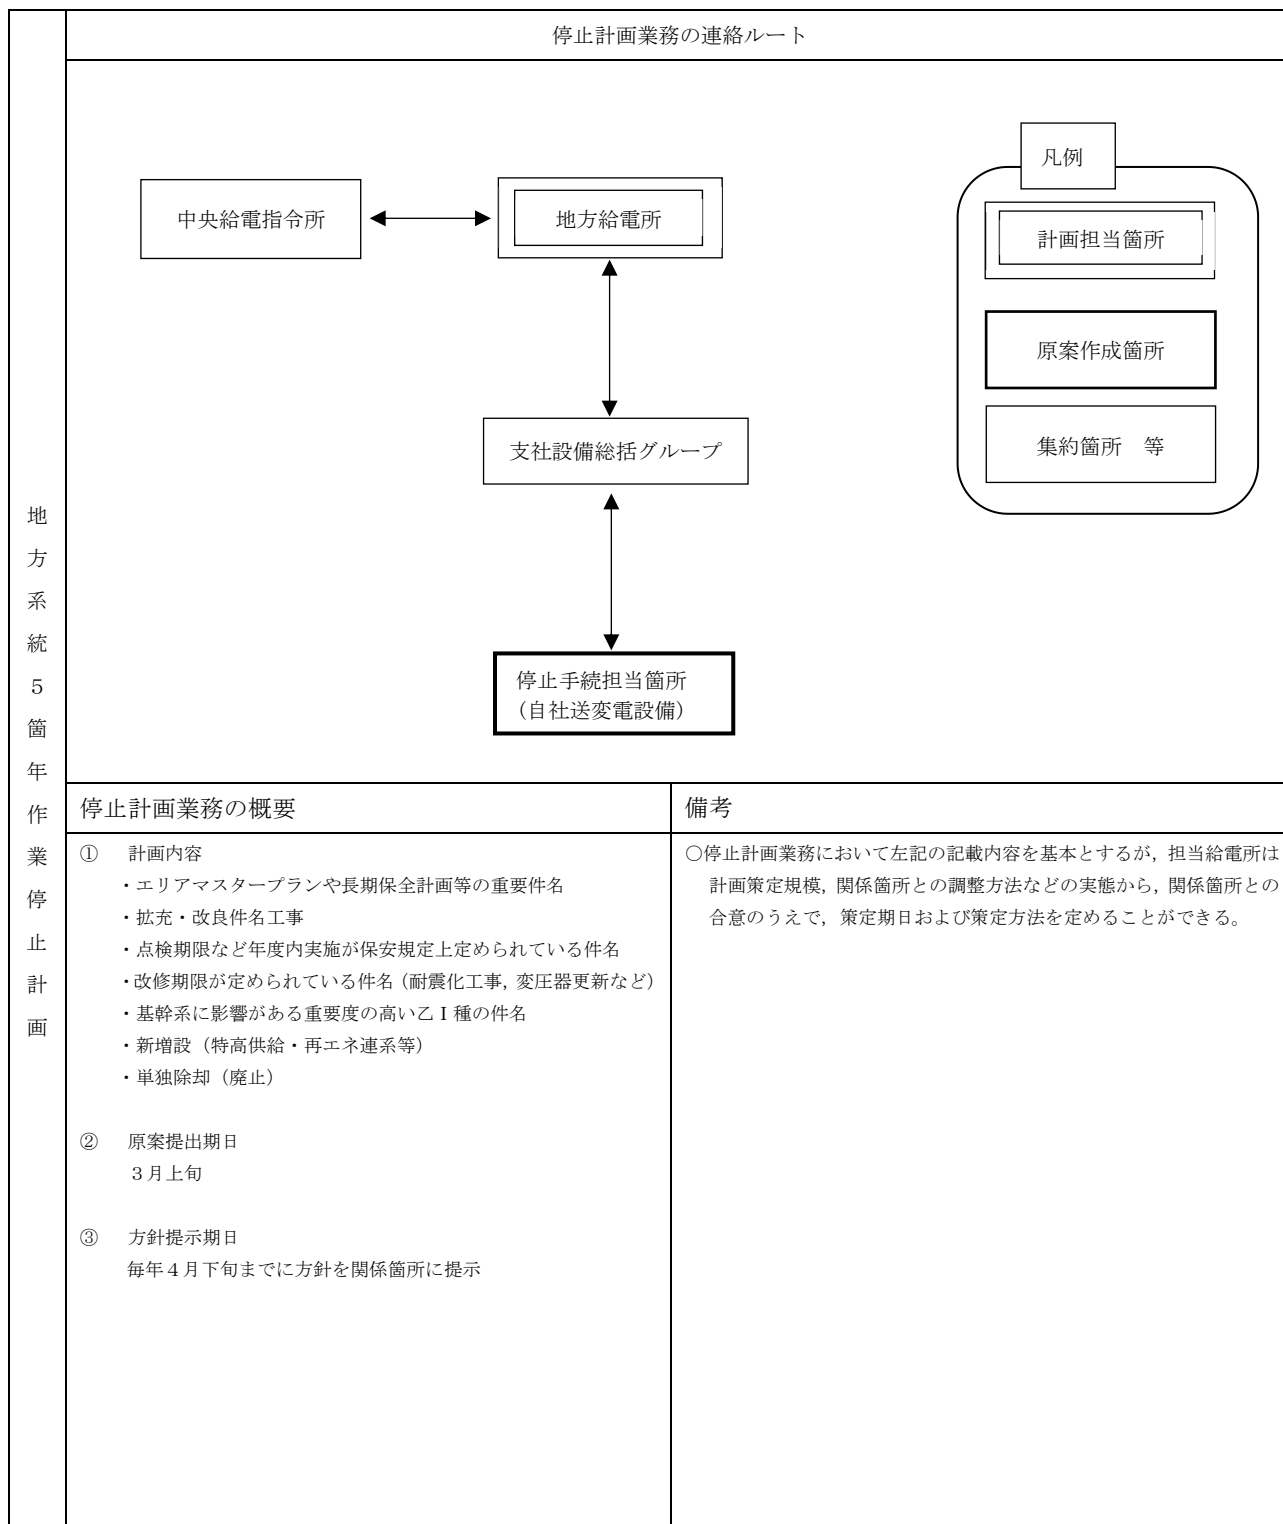 停止計画業務の連絡ルート
凡例
中央給電指令所
地方給電所
計画担当箇所
原案作成箇所
支社設備総括グループ
集約箇所　等
停止手続担当箇所
（自社送変電設備）
地方系統５箇年作業停止計画
停止計画業務の概要
備考
①　計画内容
・エリアマスタープランや長期保全計画等の重要件名
・拡充・改良件名工事
・点検期限など年度内実施が保安規定上定められている件名
・改修期限が定められている件名（耐震化工事，変圧器更新など）
・基幹系に影響がある重要度の高い乙Ⅰ種の件名
・新増設（特高供給・再エネ連系等）
・単独除却（廃止）
②　原案提出期日
３月上旬
③　方針提示期日
毎年４月下旬までに方針を関係箇所に提示
○停止計画業務において左記の記載内容を基本とするが，担当給電所は
計画策定規模，関係箇所との調整方法などの実態から，関係箇所との
合意のうえで，策定期日および策定方法を定めることができる。